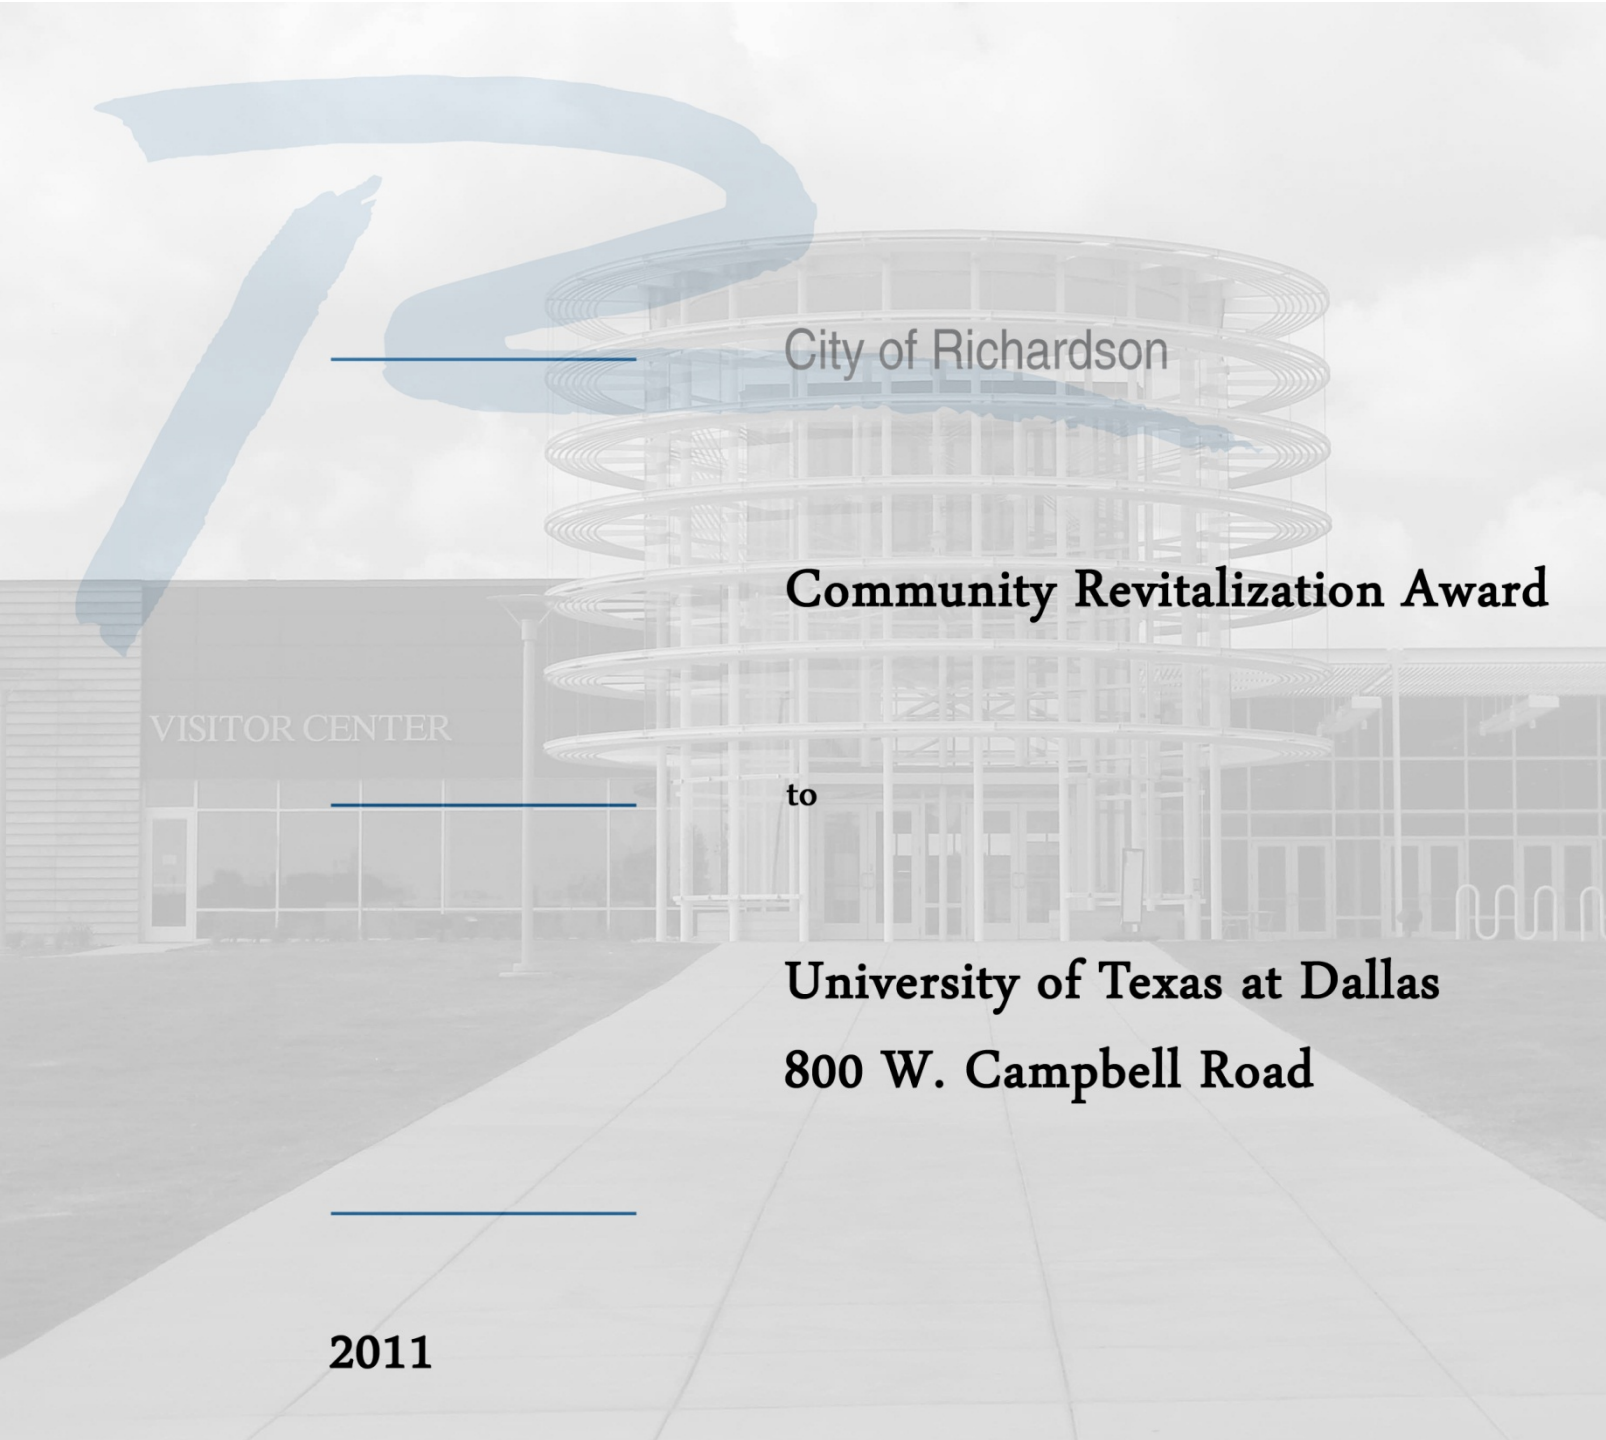 City of Richardson
Community Revitalization Award
VISITOR CENTER
to
University of Texas at Dallas
800 W. Campbell Road
2011